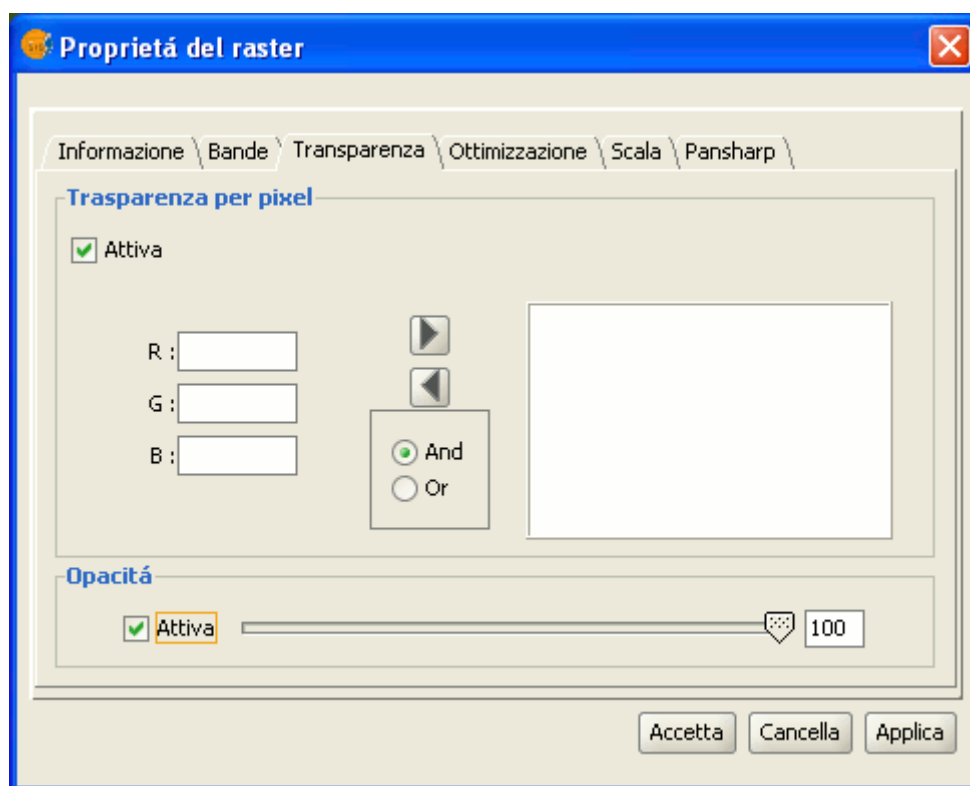 Proprietá del raster
Informazione Bande Transparenza Ottimizzazione Scala Pansharp
Trasparenza per pixel
Attiva
R :
G :
B :
And
Or
Opacitá
Attiva 100
Accetta Cancella Applica